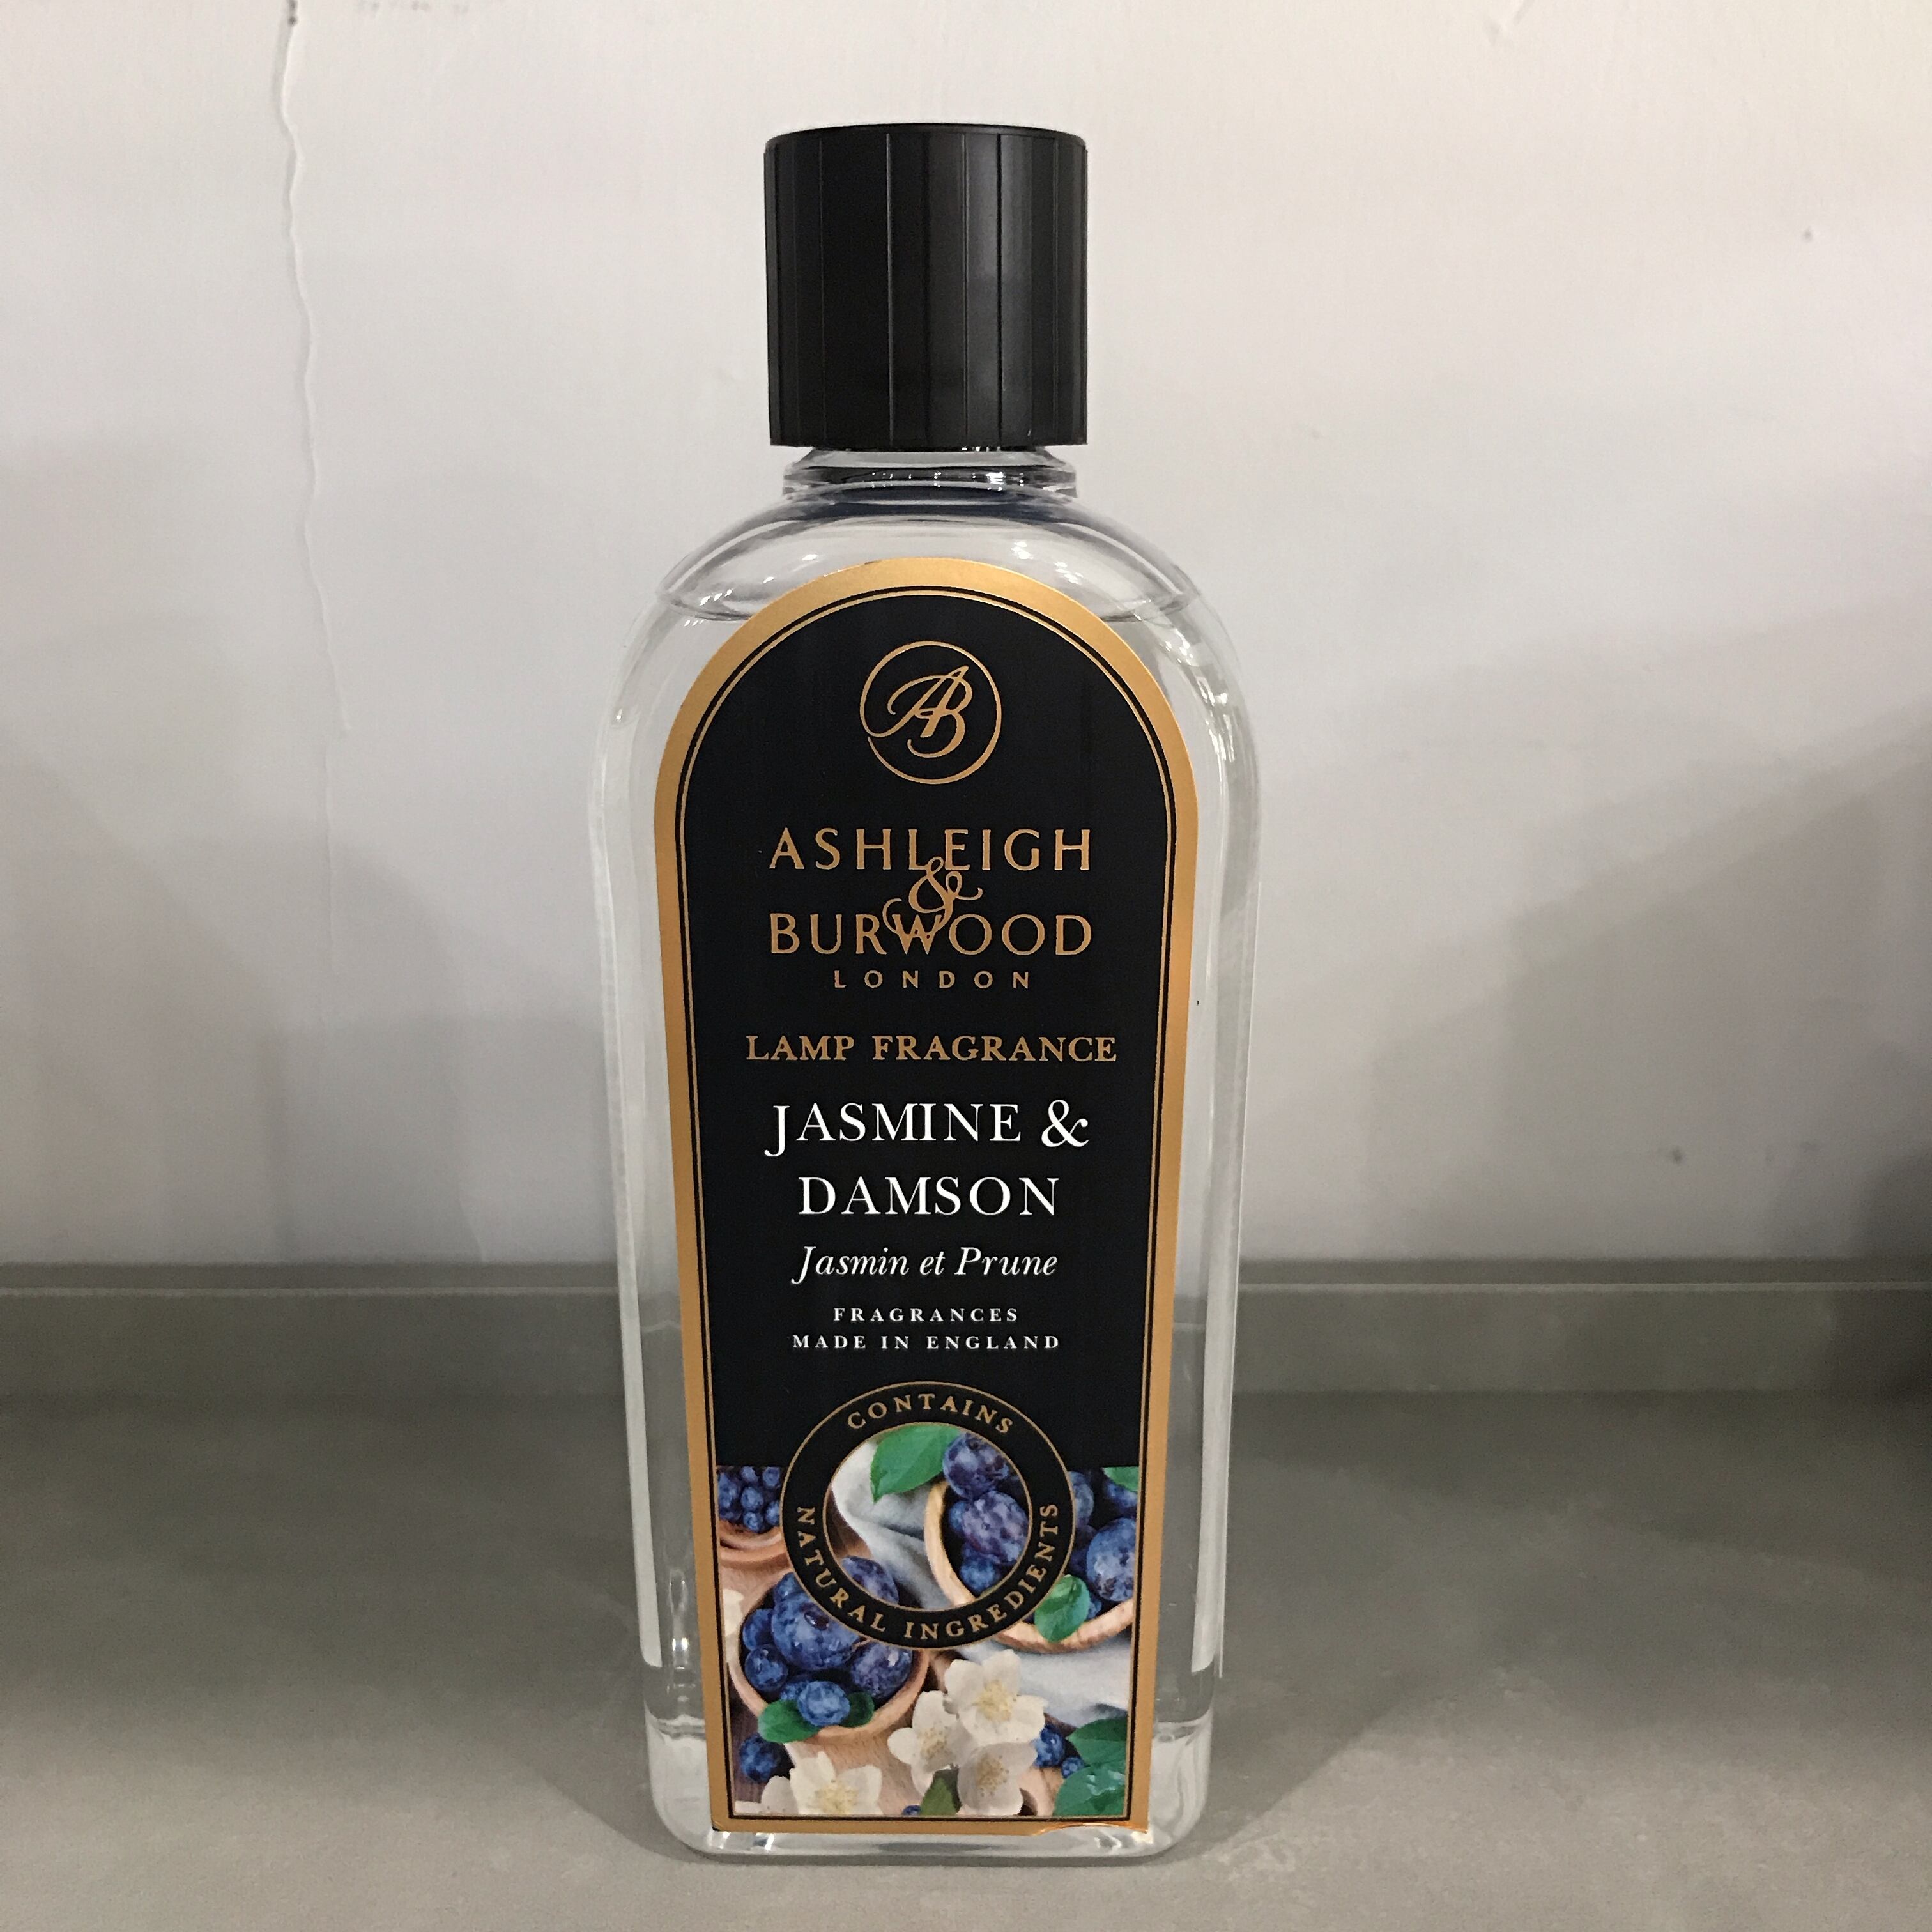 AB
ASHLEIGH
&
BURWOOD
LONDON
LAMP FRAGRANCE
JASMINE &
DAMSON
Jasmin et Prune
FRAGRANCES
MADE IN ENGLAND
CONTAINS
NATURAL INGREDIENTS